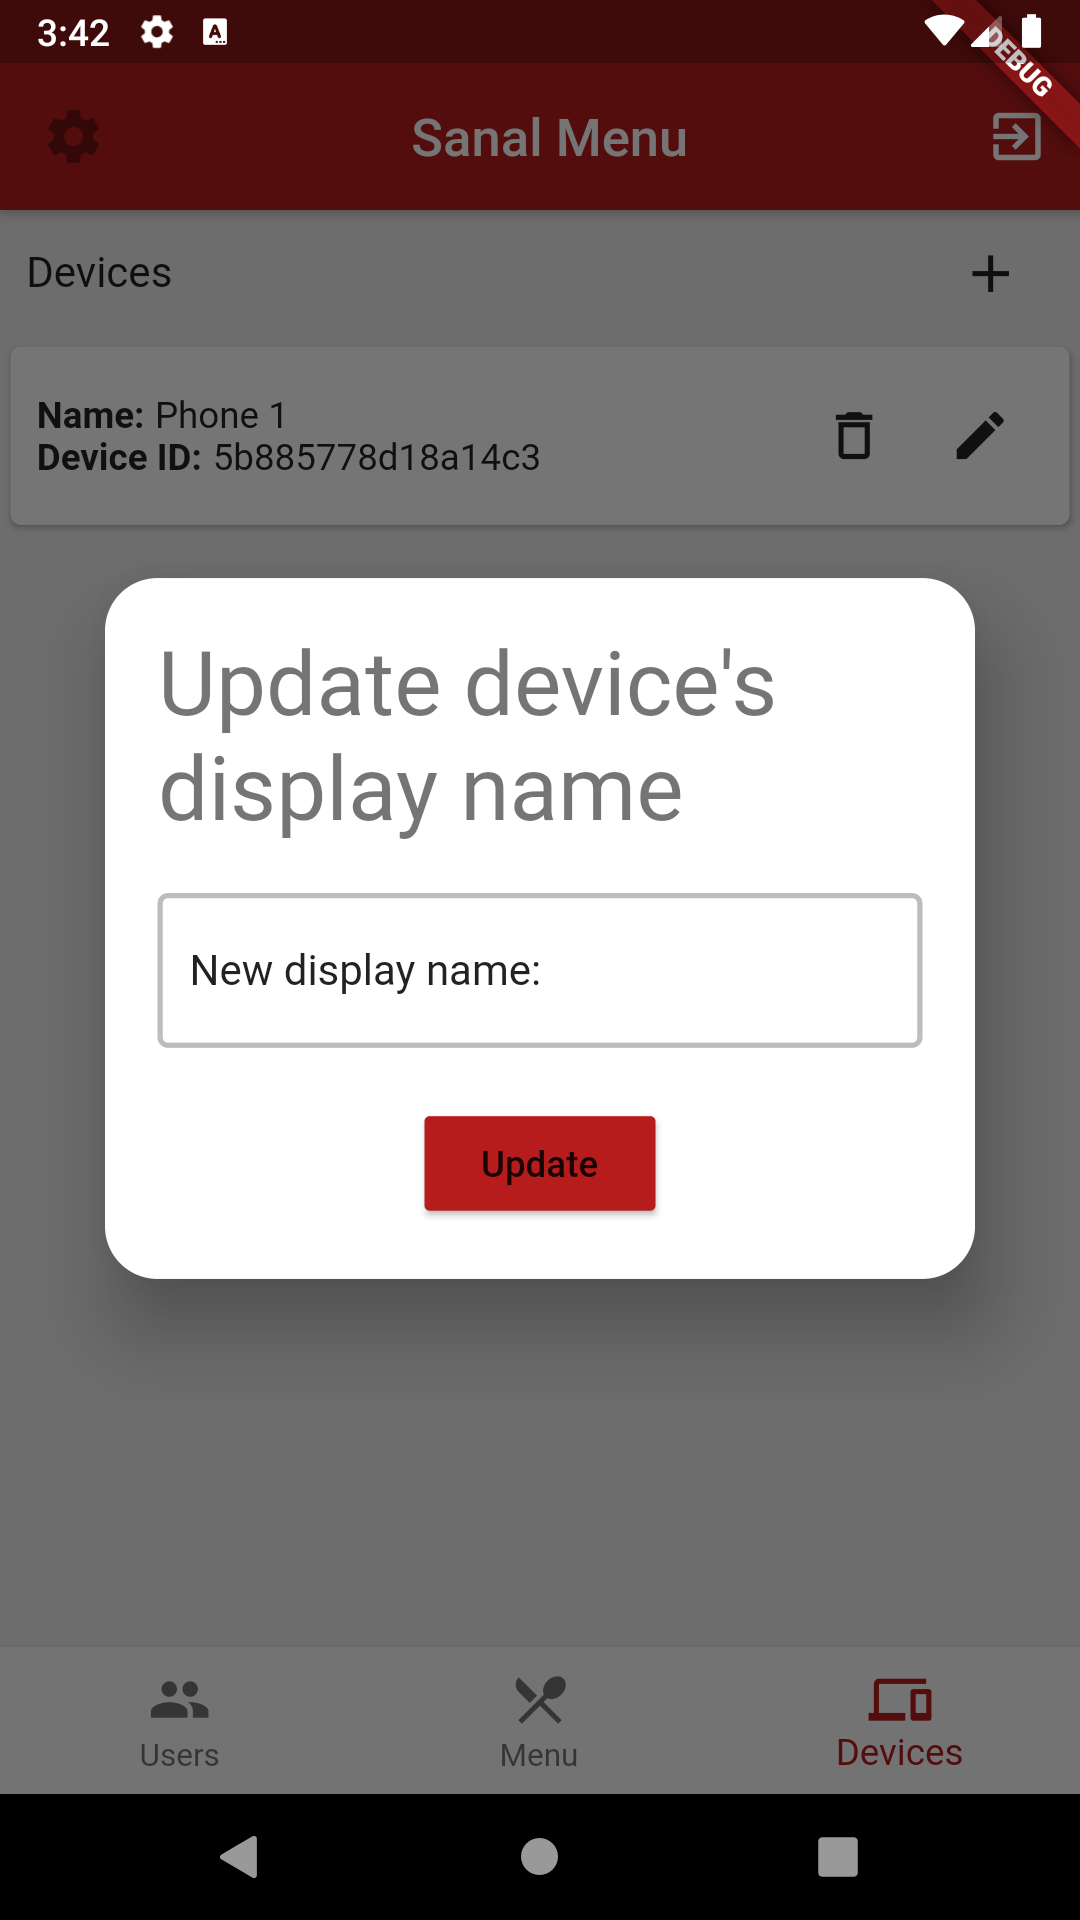 3:42
DEBUG
Sanal Menu
Devices
Name: Phone 1
Device ID: 5b885778d18a14c3
Update device's
display name
New display name:
Update
Users
Menu
Devices